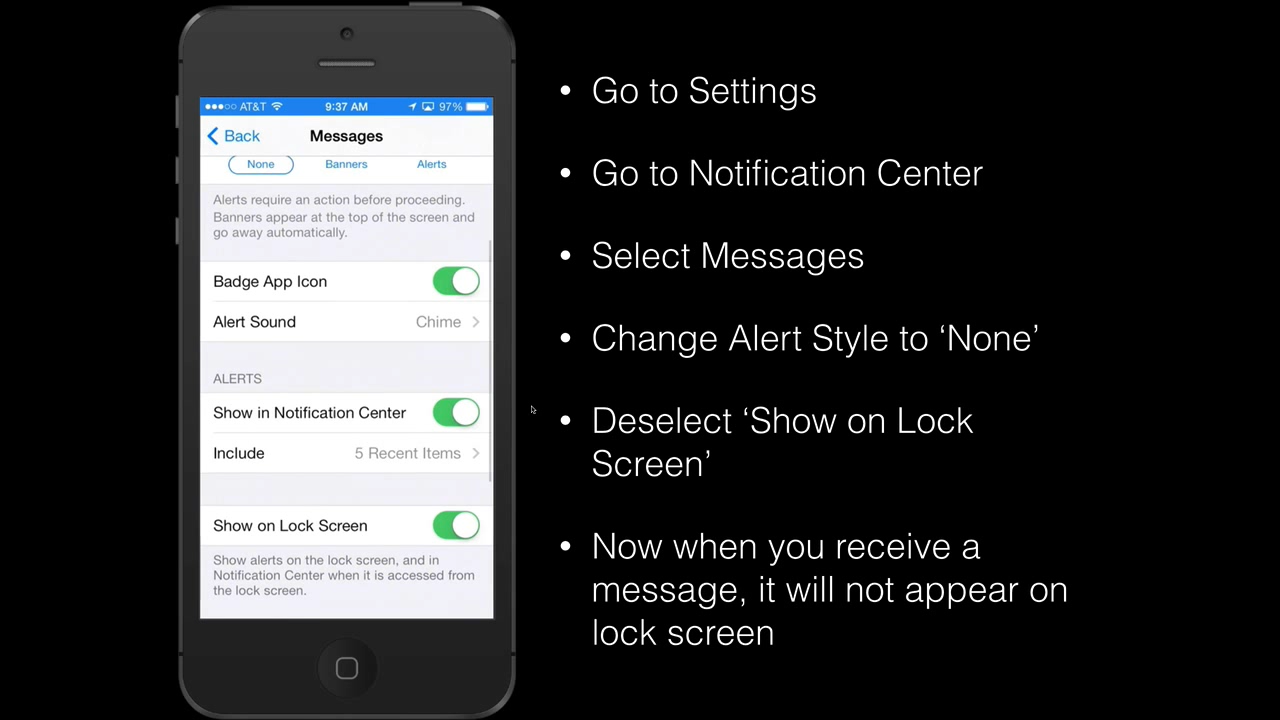 AT&T 9:37 AM 97%
Back Messages
None Banners Alerts
Alerts require an action before proceeding.
Banners appear at the top of the screen and
go away automatically.
Badge App Icon
Alert Sound Chime
ALERTS
Show in Notification Center
Include 5 Recent Items
Show on Lock Screen
Show alerts on the lock screen, and in
Notification Center when it is accessed from
the lock screen.
• Go to Settings
• Go to Notification Center
• Select Messages
• Change Alert Style to ‘None’
• Deselect ‘Show on Lock
Screen’
• Now when you receive a
message, it will not appear on
lock screen